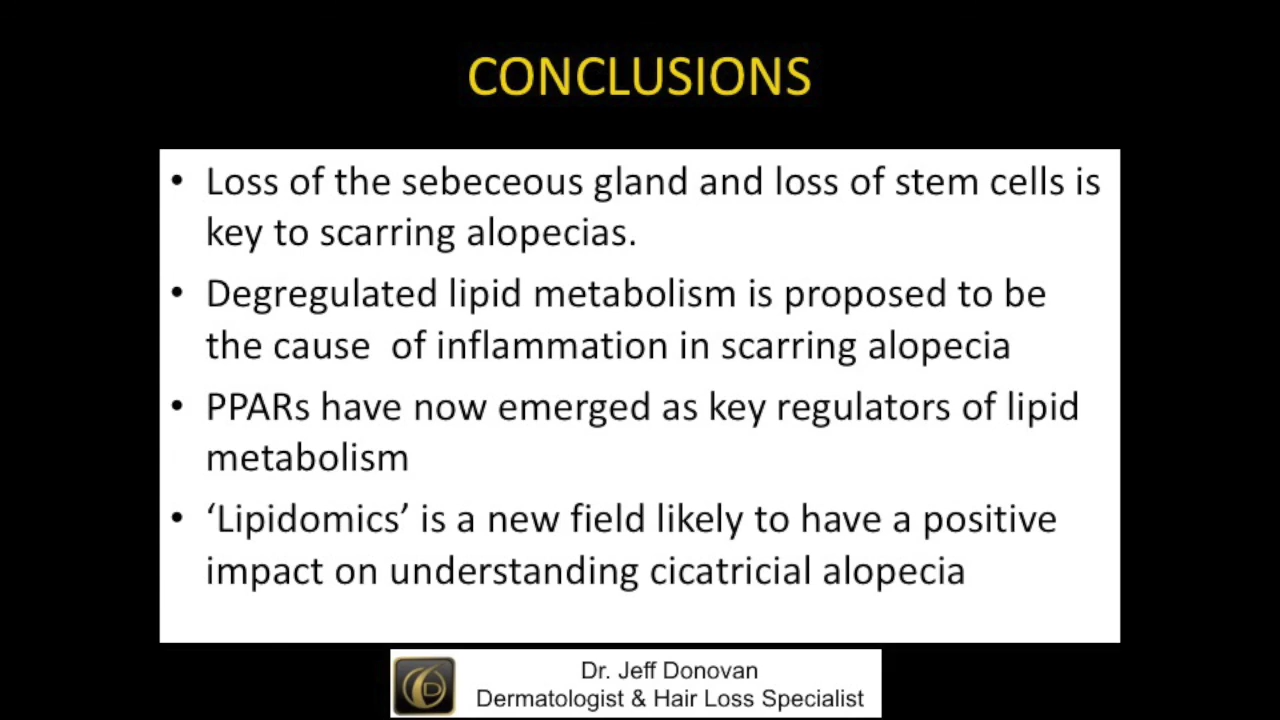 CONCLUSIONS
• Loss of the sebeceous gland and loss of stem cells is
key to scarring alopecias.
• Degregulated lipid metabolism is proposed to be
the cause  of inflammation in scarring alopecia
• PPARs have now emerged as key regulators of lipid
metabolism
• ‘Lipidomics’ is a new field likely to have a positive
impact on understanding cicatricial alopecia
Dr. Jeff Donovan
Dermatologist & Hair Loss Specialist